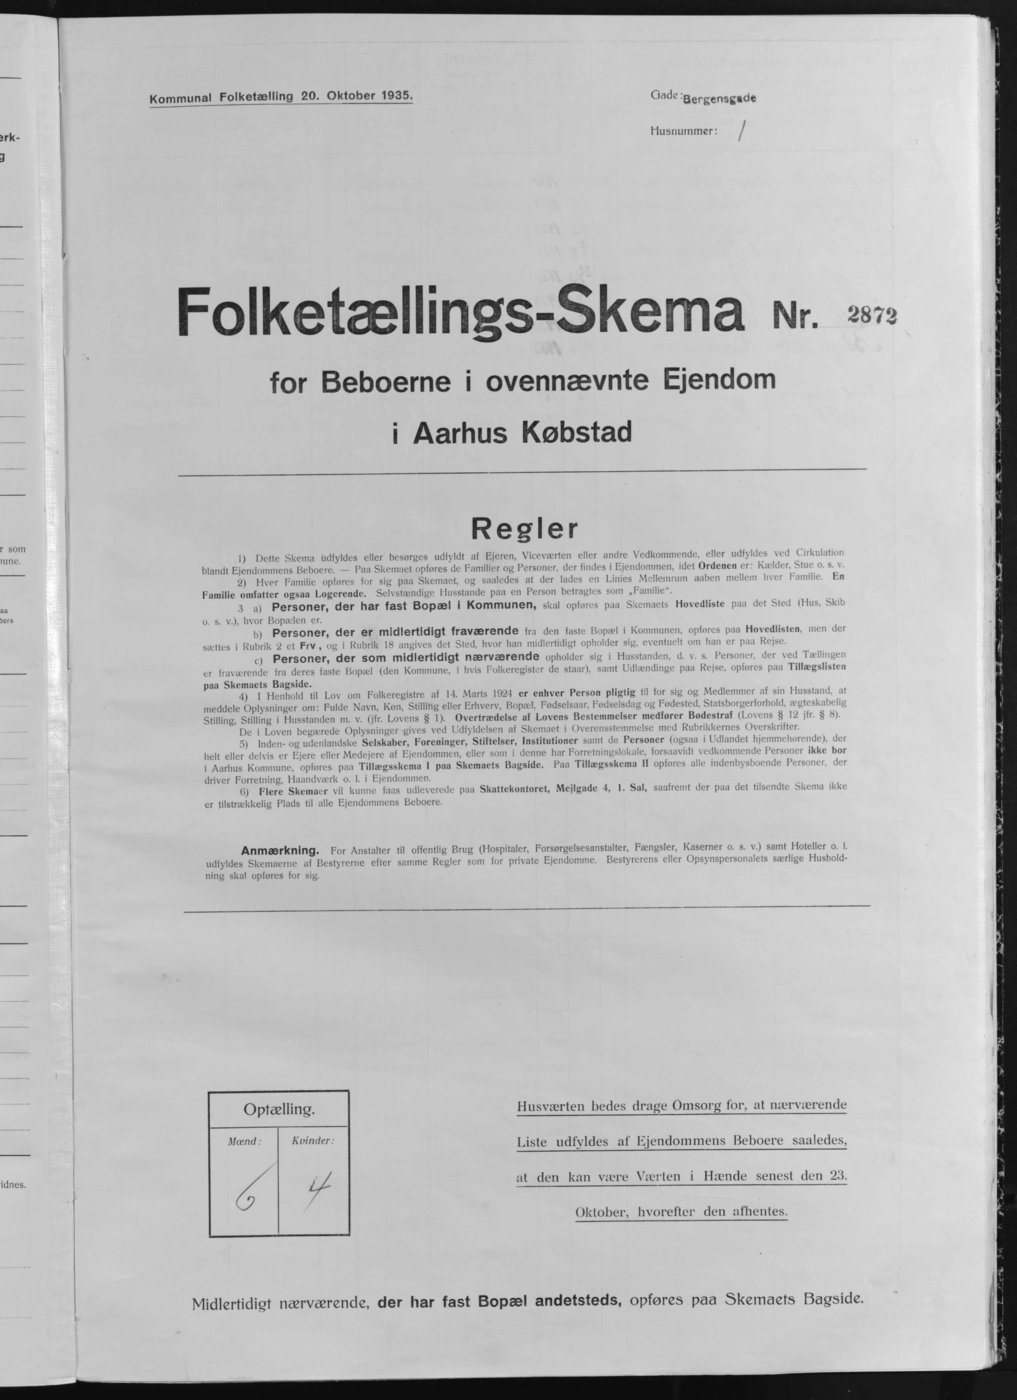 Kommunal Folketælling 20. Oktober 1935.
Gade: Bergensgade
Husnummer: 1
Folketællings-Skema Nr. 2872
for Beboerne i ovennævnte Ejendom
i Aarhus Købstad
Regler
1) Dette Skema udfyldes eller besørges udfyldt af Ejeren, Viceværten eller andre Vedkommende, eller udfyldes ved Cirkulation
blandt Ejendommens Beboere. — Paa Skemaet opføres de Familier og Personer, der findes i Ejendommen, idet Ordenen er: Kælder, Stue o. s. v.
2) Hver Familie opføres for sig paa Skemaet, og saaledes at der lades en Linies Mellemrum aaben mellem hver Familie. En
Familie omfatter ogsaa Logerende. Selvstændige Husstande paa en Person betragtes som „Familie“.
3 a) Personer, der har fast Bopæl i Kommunen, skal opføres paa Skemaets Hovedliste paa det Sted (Hus, Skib
o. s. v.), hvor Bopælen er.
b) Personer, der er midlertidigt fraværende fra den faste Bopæl i Kommunen, opføres paa Hovedlisten, men der
sættes i Rubrik 2 et Frv, og i Rubrik 18 angives det Sted, hvor han midlertidigt opholder sig, eventuelt om han er paa Rejse.
c) Personer, der som midlertidigt nærværende opholder sig i Husstanden, d. v. s. Personer, der ved Tællingen
er fraværende fra deres faste Bopæl (den Kommune, i hvis Folkeregister de staar), samt Udlændinge paa Rejse, opføres paa Tillægslisten
paa Skemaets Bagside.
4) I Henhold til Lov om Folkeregistre af 14. Marts 1924 er enhver Person pligtig til for sig og Medlemmer af sin Husstand, at
meddele Oplysninger om: Fulde Navn, Køn, Stilling eller Erhverv, Bopæl, Fødselsaar, Fødselsdag og Fødested, Statsborgerforhold, ægteskabelig
Stilling, Stilling i Husstanden m. v. (jfr. Lovens § 1). Overtrædelse af Lovens Bestemmelser medfører Bødestraf (Lovens § 12 jfr. § 8).
De i Loven begærede Oplysninger gives ved Udfyldelsen af Skemaet i Overensstemmelse med Rubrikkernes Overskrifter.
5) Inden- og udenlandske Selskaber, Foreninger, Stiftelser, Institutioner samt de Personer (ogsaa i Udlandet hjemmehørende), der
helt eller delvis er Ejere eller Medejere af Ejendommen, eller som i denne har Forretningslokale, forsaavidt vedkommende Personer ikke bor
i Aarhus Kommune, opføres paa Tillægsskema I paa Skemaets Bagside. Paa Tillægsskema II opføres alle indenbysboende Personer, der
driver Forretning, Haandværk o. l. i Ejendommen.
6) Flere Skemaer vil kunne faas udleverede paa Skattekontoret, Mejlgade 4, 1. Sal, saafremt der paa det tilsendte Skema ikke
er tilstrækkelig Plads til alle Ejendommens Beboere.
Anmærkning. For Anstalter til offentlig Brug (Hospitaler, Forsørgelsesanstalter, Fængsler, Kaserner o. s. v.) samt Hoteller o. l.
udfyldes Skemaerne af Bestyrerne efter samme Regler som for private Ejendomme. Bestyrerens eller Opsynspersonalets særlige Hushold-
ning skal opføres for sig.
Optælling.
Mænd: Kvinder:
6 4
Husværten bedes drage Omsorg for, at nærværende
Liste udfyldes af Ejendommens Beboere saaledes,
at den kan være Værten i Hænde senest den 23.
Oktober, hvorefter den afhentes.
Midlertidigt nærværende, der har fast Bopæl andetsteds, opføres paa Skemaets Bagside.